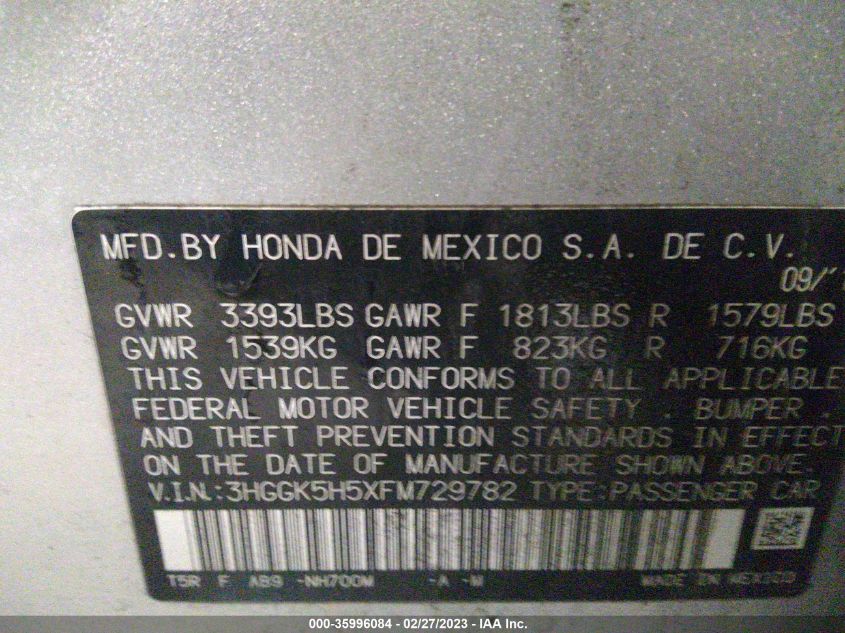 MFD.BY HONDA DE MEXICO S.A. DE C.V.
09/
GVWR 3393LBS GAWR F 1813LBS R 1579LBS
GVWR 1539KG GAWR F 823KG R 716KG
THIS VEHICLE CONFORMS TO ALL APPLICABLE
FEDERAL MOTOR VEHICLE SAFETY . BUMPER .
AND THEFT PREVENTION STANDARDS IN EFFECT
ON THE DATE OF MANUFACTURE SHOWN ABOVE.
V.I.N.:3HGGK5H5XFM729782 TYPE:PASSENGER CAR
T5R F AB9 -NH700M -A -M MADE IN MEXICO
000-35996084 - 02/27/2023 - IAA Inc.